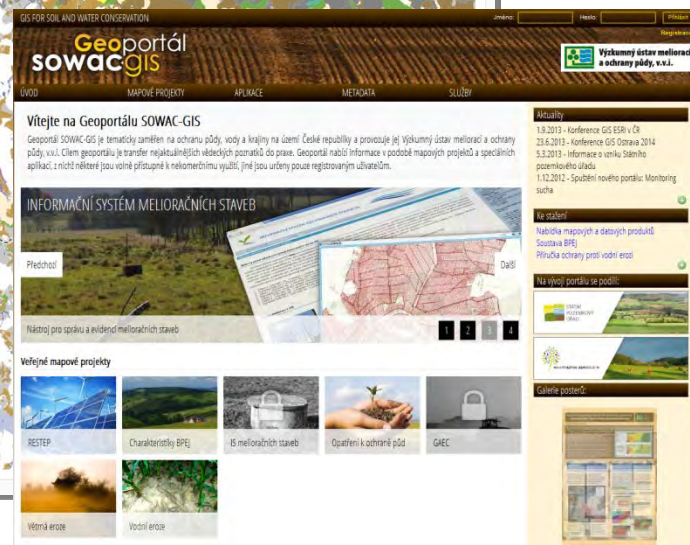 GIS FOR SOIL AND WATER CONSERVATION
Jméno:
Heslo:
Přihlásit
Registrace
Geoportál
sowac gis
Výzkumný ústav meliorací
a ochrany půdy, v.v.i.
ÚVOD
MAPOVÉ PROJEKTY
APLIKACE
METADATA
SLUŽBY
Vítejte na Geoportálu SOWAC-GIS
Geoportál SOWAC-GIS je tematicky zaměřen na ochranu půdy, vody a krajiny na území České republiky a provozuje jej Výzkumný ústav meliorací a ochrany
půdy, v.v.i. Cílem geoportálu je transfer nejaktuálnějších vědeckých poznatků do praxe. Geoportál nabízí informace v podobě mapových projektů a speciálních
aplikací, z nichž některé jsou volně přístupné k nekomerčnímu využití, jiné jsou určeny pouze registrovaným uživatelům.
INFORMAČNÍ SYSTÉM MELIORAČNÍCH STAVEB
Předchozí
Další
Nástroj pro správu a evidenci melioračních staveb
1 2 3 4
Veřejné mapové projekty
RESTEP
Charakteristiky BPEJ
IS melioračních staveb
Opatření k ochraně půd
GAEC
Větrná eroze
Vodní eroze
Aktuality
1.9.2013 - Konference GIS ESRI v ČR
23.6.2013 - Konference GIS Ostrava 2014
5.3.2013 - Informace o vzniku Státního
pozemkového úřadu
1.12.2012 - Spuštění nového portálu: Monitoring
sucha
Ke stažení
Nabídka mapových a datových produktů
Soustava BPEJ
Příručka ochrany proti vodní erozi
Na vývoji portálu se podílí:
STÁTNÍ
POZEMKOVÝ
ÚŘAD
MINISTERSTVO ZEMĚDĚLSTVÍ
Galerie posterů: